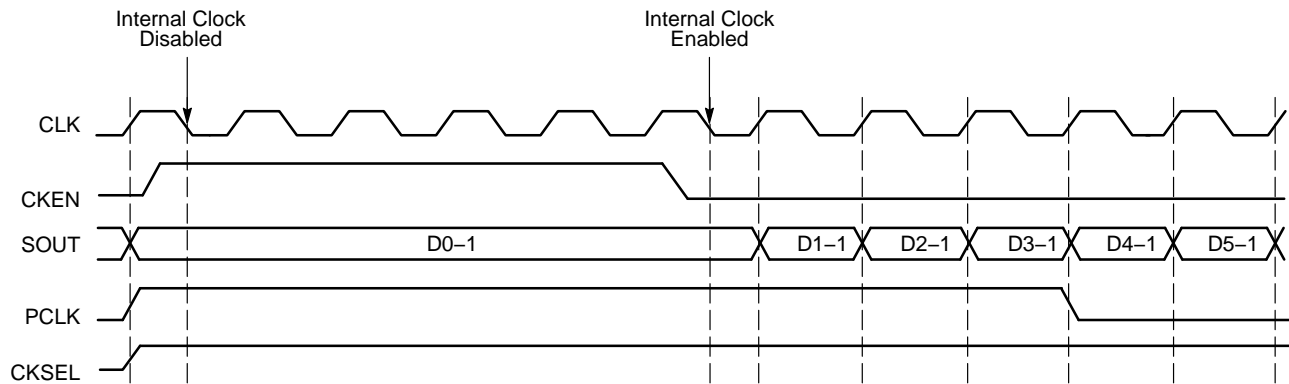 Internal Clock
Disabled
Internal Clock
Enabled
CLK
CKEN
SOUT
D0–1
D1–1
D2–1
D3–1
D4–1
D5–1
PCLK
CKSEL